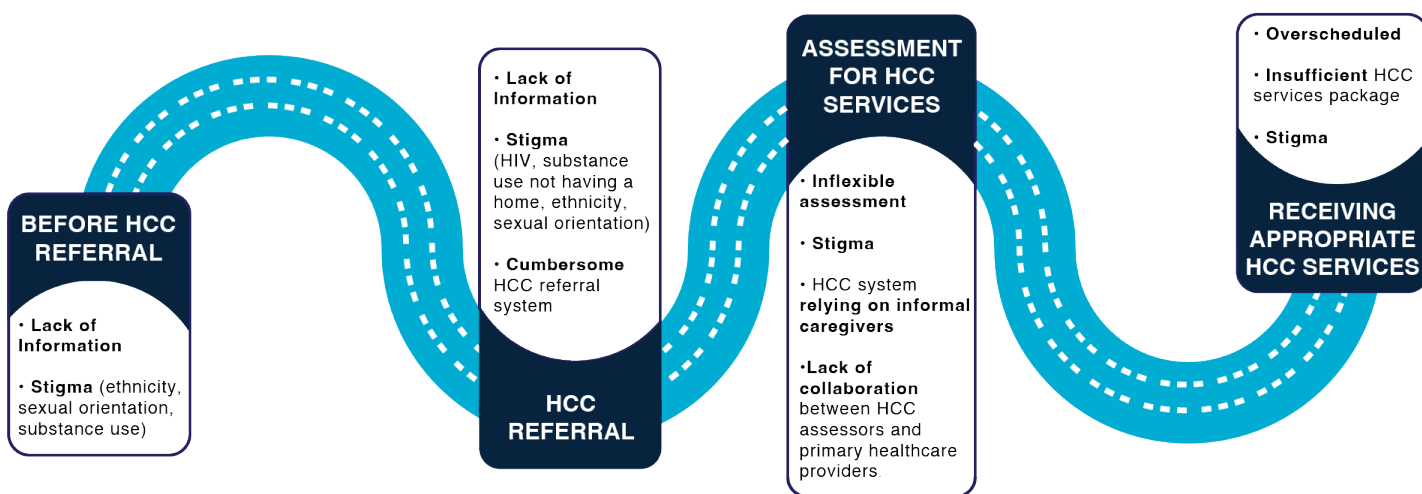 BEFORE HCC
REFERRAL
· Lack of
Information
· Stigma (ethnicity,
sexual orientation,
substance use)
· Lack of
Information
· Stigma
(HIV, substance
use not having a
home, ethnicity,
sexual orientation)
· Cumbersome
HCC referral
system
HCC
REFERRAL
ASSESSMENT
FOR HCC
SERVICES
· Inflexible
assessment
· Stigma
· HCC system
relying on informal
caregivers
·Lack of
collaboration
between HCC
assessors and
primary healthcare
providers.
· Overscheduled
· Insufficient HCC
services package
· Stigma
RECEIVING
APPROPRIATE
HCC SERVICES